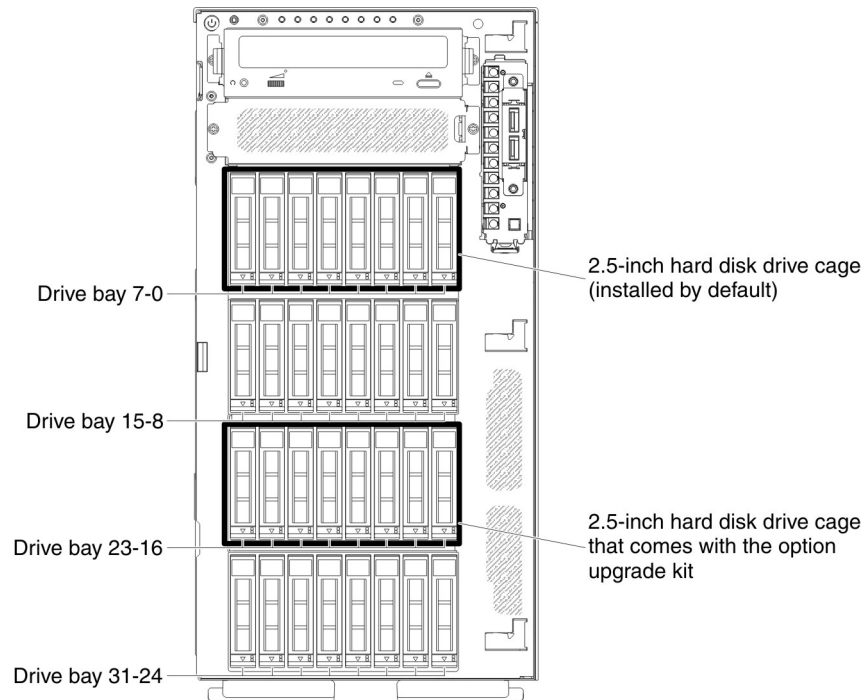 2.5-inch hard disk drive cage
(installed by default)
Drive bay 7-0
Drive bay 15-8
2.5-inch hard disk drive cage
that comes with the option
upgrade kit
Drive bay 23-16
Drive bay 31-24